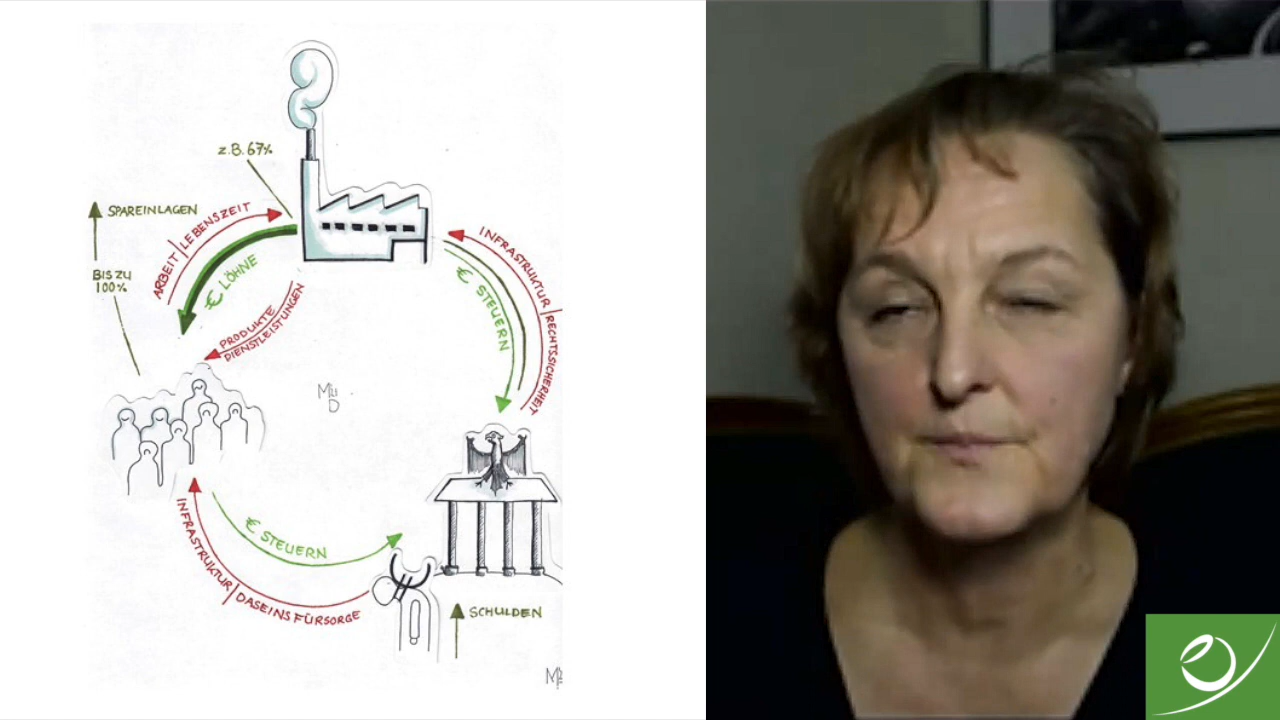 z.B. 67%
SPAREINLAGEN
ARBEIT|LEBENSZEIT
BIS ZU
100%
€ LÖHNE
PRODUKTE
DIENSTLEISTUNGEN
INFRASTRUKTUR|RECHTSSICHERHEIT
€ STEUERN
€ STEUERN
INFRASTRUKTUR|DASEINSFÜRSORGE
SCHULDEN